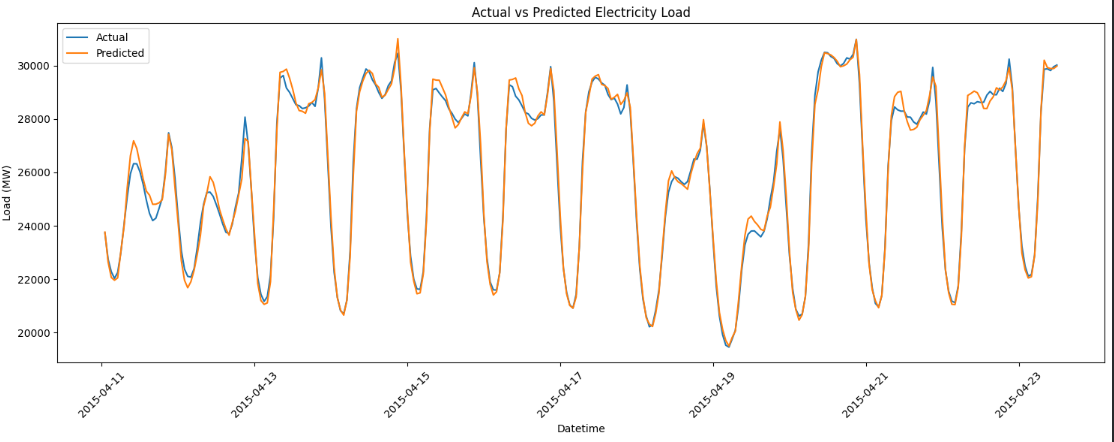 Actual vs Predicted Electricity Load
Actual
Predicted
Load (MW)
30000
28000
26000
24000
22000
20000
2015-04-11
2015-04-13
2015-04-15
2015-04-17
2015-04-19
2015-04-21
2015-04-23
Datetime